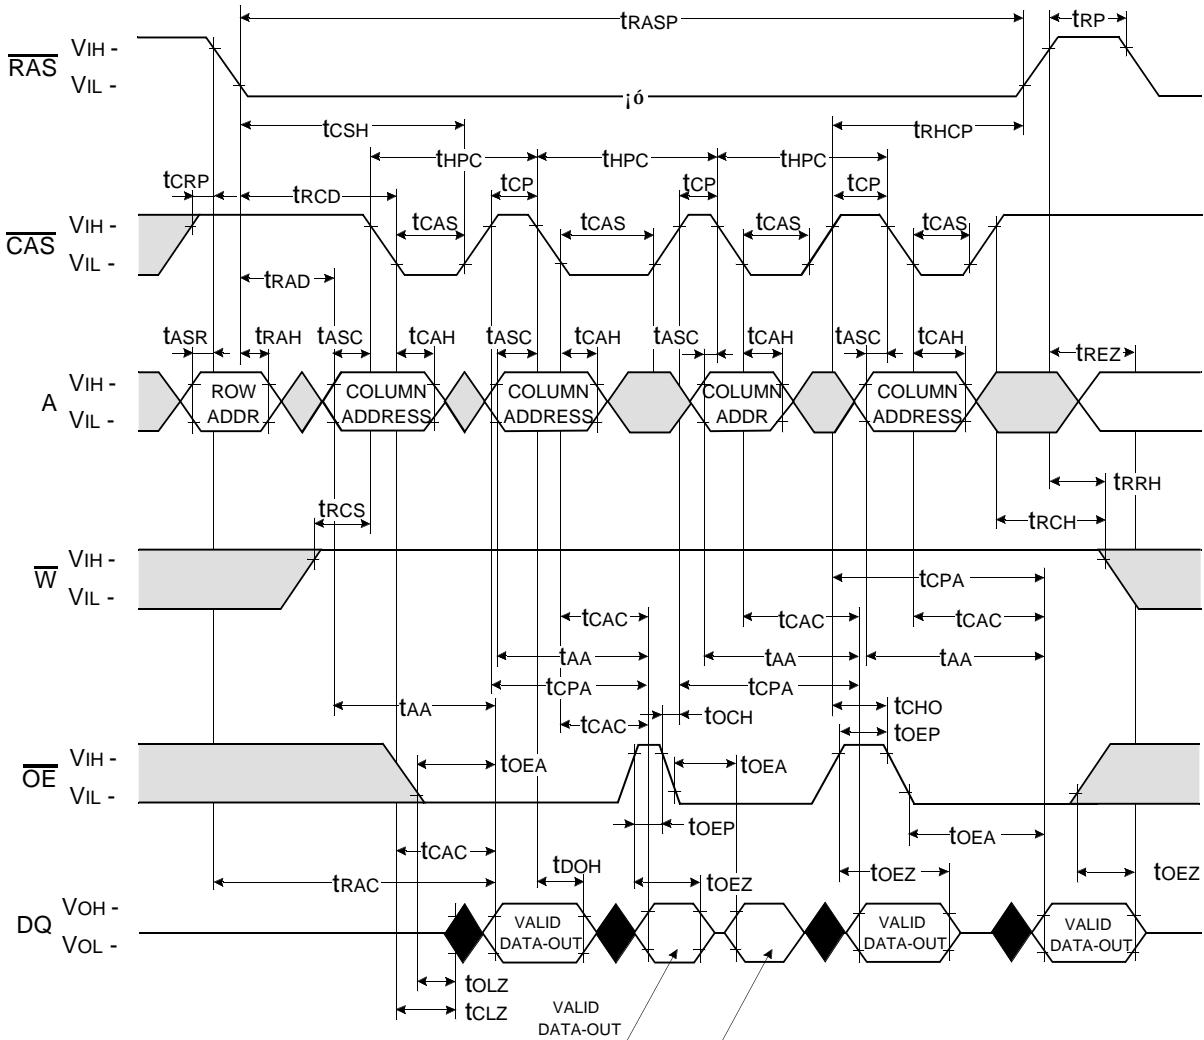 tRASP
tRP
RAS
VIH -
VIL -
¡ó
tCSH
tRHCP
tHPC
tHPC
tHPC
tCRP
tRCD
tCP
tCP
tCP
CAS
VIH -
VIL -
tCAS
tCAS
tCAS
tCAS
tRAD
tASR
tRAH
tASC
tCAH
tASC
tCAH
tASC
tCAH
tASC
tCAH
tREZ
A
VIH -
VIL -
ROW
ADDR
COLUMN
ADDRESS
COLUMN
ADDRESS
COLUMN
ADDR
COLUMN
ADDRESS
tRRH
tRCS
tRCH
W
VIH -
VIL -
tCPA
tCAC
tCAC
tCAC
tAA
tAA
tAA
tCPA
tCPA
tAA
tCAC
tOCH
tCHO
tOEP
OE
VIH -
VIL -
tOEA
tOEA
tOEP
tOEA
tCAC
tDOH
tRAC
tOEZ
tOEZ
tOEZ
DQ
VOH -
VOL -
VALID
DATA-OUT
VALID
DATA-OUT
VALID
DATA-OUT
tOLZ
tCLZ
VALID
DATA-OUT